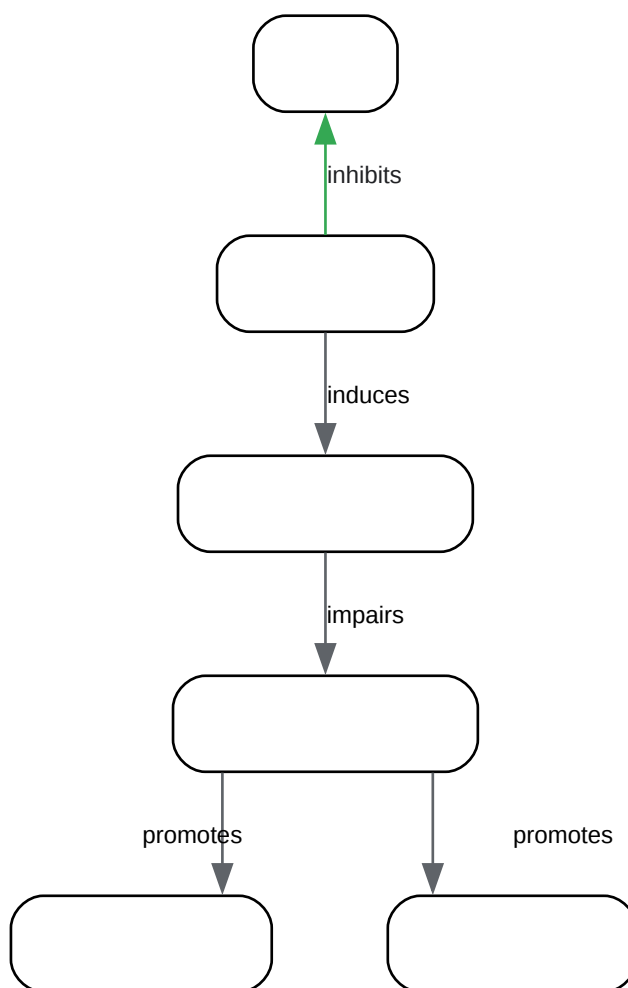 inhibits
induces
impairs
promotes
promotes